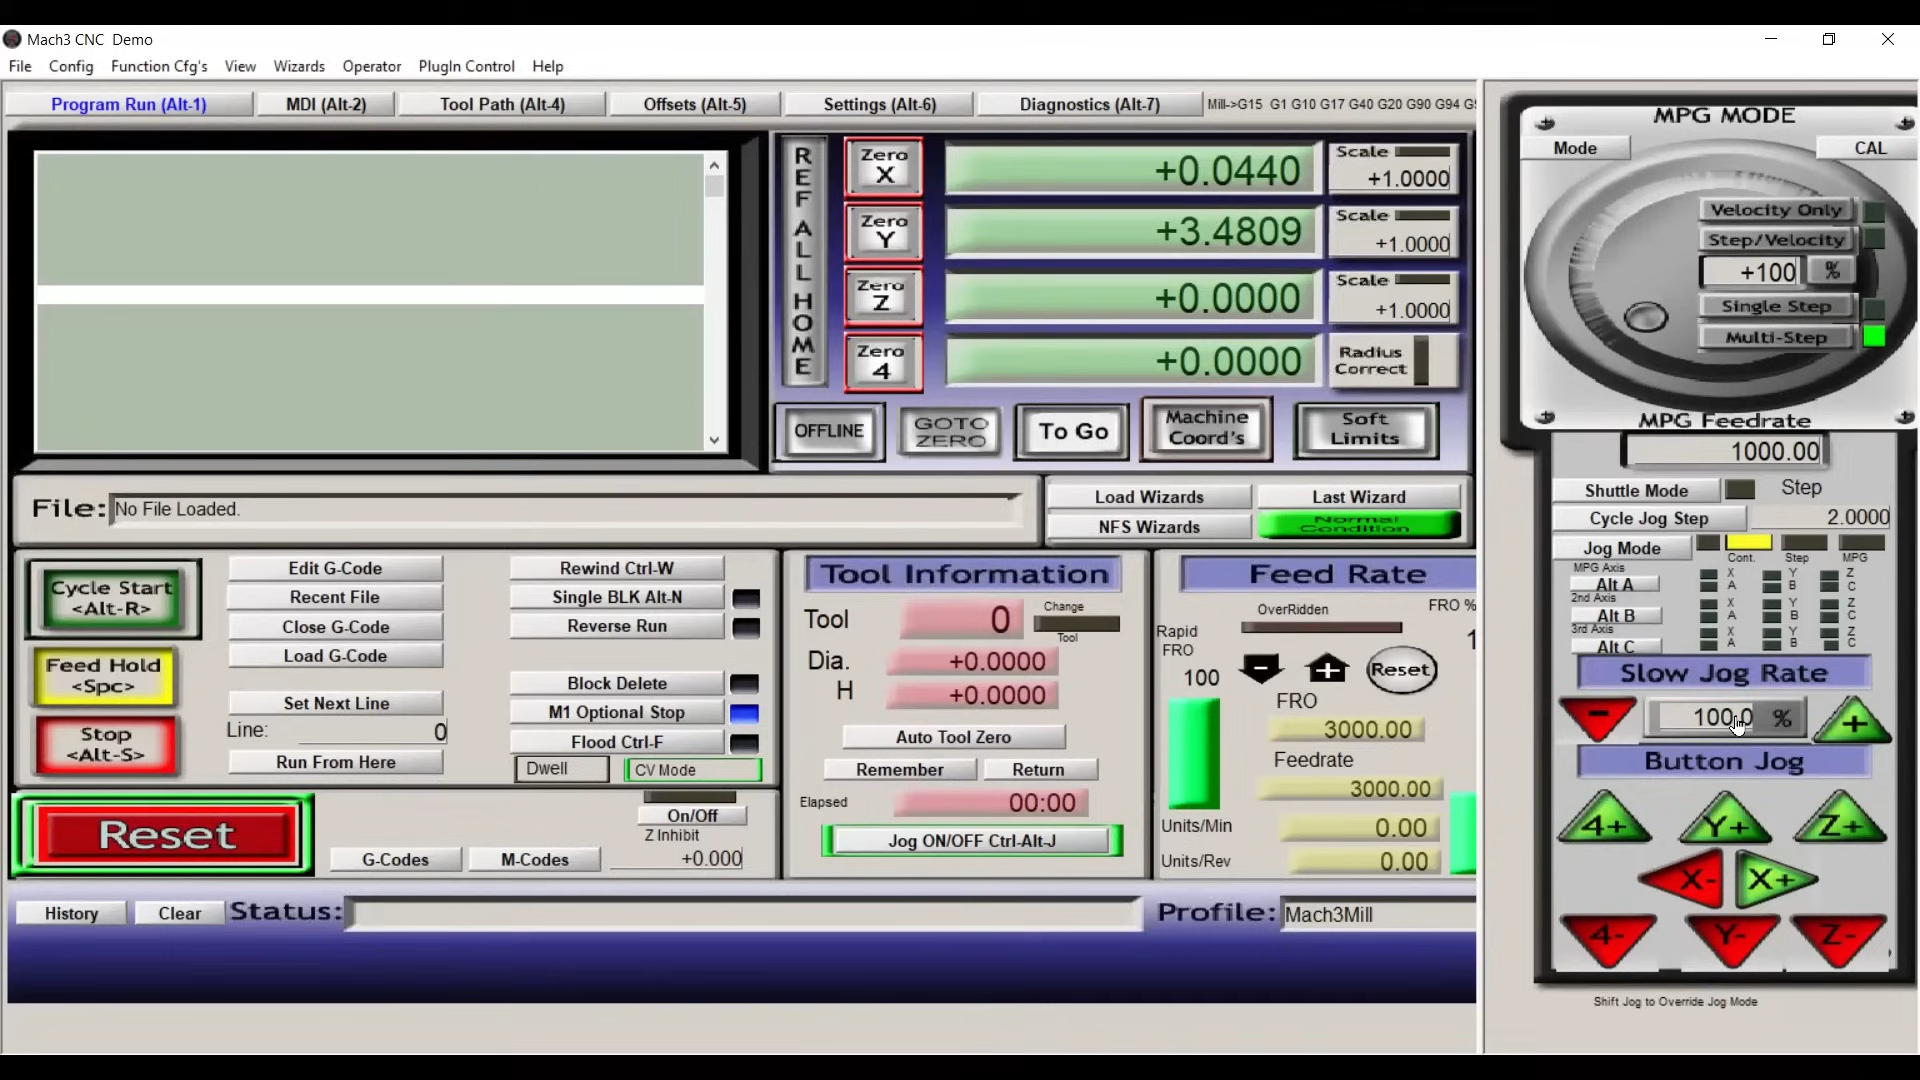 Mach3 CNC Demo
File Config Function Cfg's View Wizards Operator PlugIn Control Help
Program Run (Alt-1) MDI (Alt-2) Tool Path (Alt-4) Offsets (Alt-5) Settings (Alt-6) Diagnostics (Alt-7) Mill->G15 G1 G10 G17 G40 G20 G90 G94
REF ALL HOME
Zero X +0.0440 Scale +1.0000
Zero Y +3.4809 Scale +1.0000
Zero Z +0.0000 Scale +1.0000
Zero 4 +0.0000 Radius Correct
OFFLINE GOTO ZERO To Go Machine Coord's Soft Limits
File: No File Loaded.
Load Wizards Last Wizard
NFS Wizards Normal Condition
Cycle Start <Alt-R>
Feed Hold <Spc>
Stop <Alt-S>
Reset
Edit G-Code
Recent File
Close G-Code
Load G-Code
Set Next Line
Line: 0
Run From Here
Rewind Ctrl-W
Single BLK Alt-N
Reverse Run
Block Delete
M1 Optional Stop
Flood Ctrl-F
Dwell CV Mode
On/Off
Z Inhibit
+0.000
G-Codes M-Codes
Tool Information
Tool 0 Change Tool
Dia. +0.0000
H +0.0000
Auto Tool Zero
Remember Return
Elapsed 00:00
Jog ON/OFF Ctrl-Alt-J
Feed Rate
OverRidden FRO %
Rapid FRO
100
Reset
FRO
3000.00
Feedrate
3000.00
Units/Min 0.00
Units/Rev 0.00
History Clear Status: Profile: Mach3Mill
MPG MODE
Mode CAL
Velocity Only
Step/Velocity
+100 %
Single Step
Multi-Step
MPG Feedrate
1000.00
Shuttle Mode Step
Cycle Jog Step 2.0000
Jog Mode Cont. Step MPG
MPG Axis
Alt A X Y Z
A B C
2nd Axis
Alt B X Y Z
A B C
3rd Axis
Alt C X Y Z
A B C
Slow Jog Rate
- 100.0 % +
Button Jog
4+ Y+ Z+
X- X+
4- Y- Z-
Shift Jog to Override Jog Mode